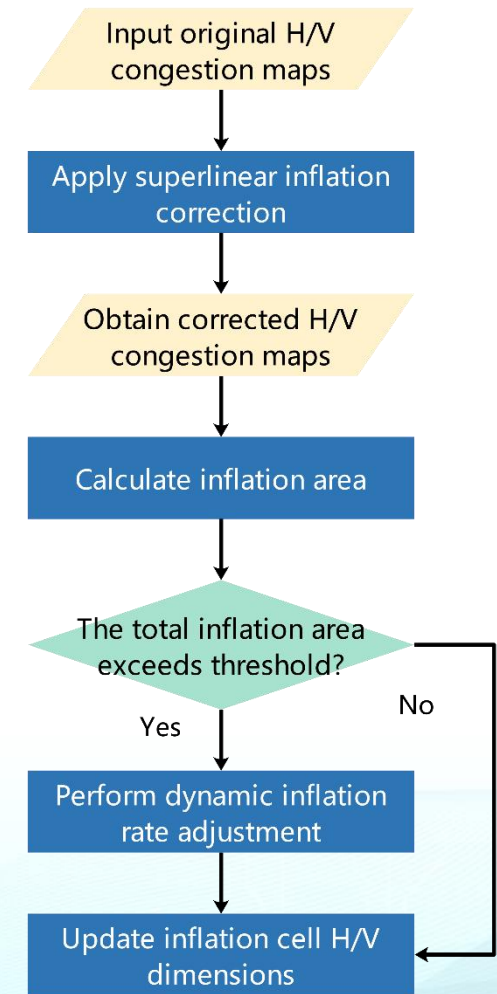 Input original H/V
congestion maps
Apply superlinear inflation
correction
Obtain corrected H/V
congestion maps
Calculate inflation area
The total inflation area
exceeds threshold?
No
Yes
Perform dynamic inflation
rate adjustment
Update inflation cell H/V
dimensions